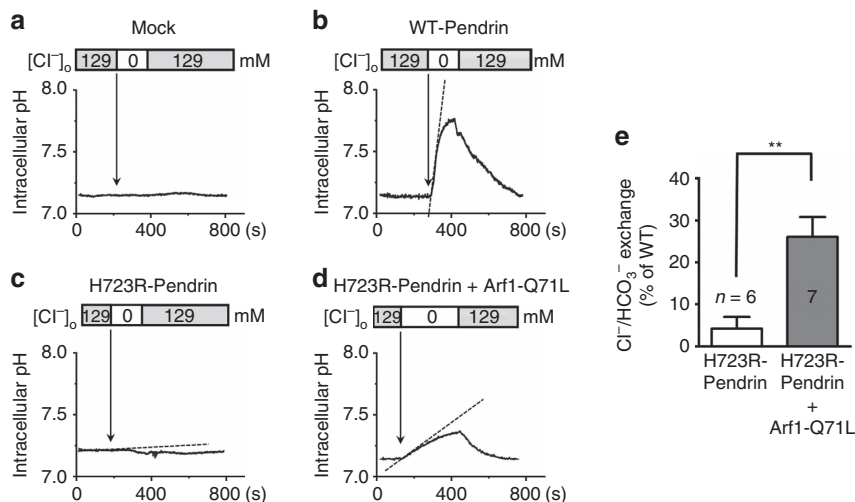 a
Mock
[Cl⁻]o 129 0 129 mM
8.0
7.5
7.0
Intracellular pH
0 400 800 (s)
b
WT-Pendrin
129 0 129 mM
8.0
7.5
7.0
Intracellular pH
0 400 800 (s)
c
H723R-Pendrin
[Cl⁻]o 129 0 129 mM
8.0
7.5
7.0
Intracellular pH
0 400 800 (s)
d
H723R-Pendrin + Arf1-Q71L
[Cl⁻]o 129 0 129 mM
8.0
7.5
7.0
Intracellular pH
0 400 800 (s)
e
**
40
30
20
10
0
Cl⁻/HCO₃⁻ exchange
(% of WT)
n = 6
7
H723R-
Pendrin
H723R-
Pendrin
+
Arf1-Q71L